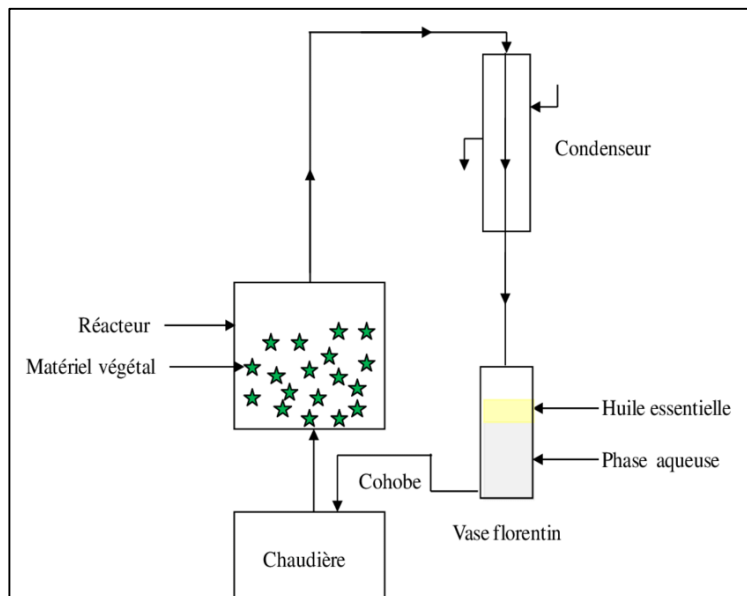 Condenseur
Réacteur
Matériel végétal
Huile essentielle
Phase aqueuse
Cohobe
Vase florentin
Chaudière